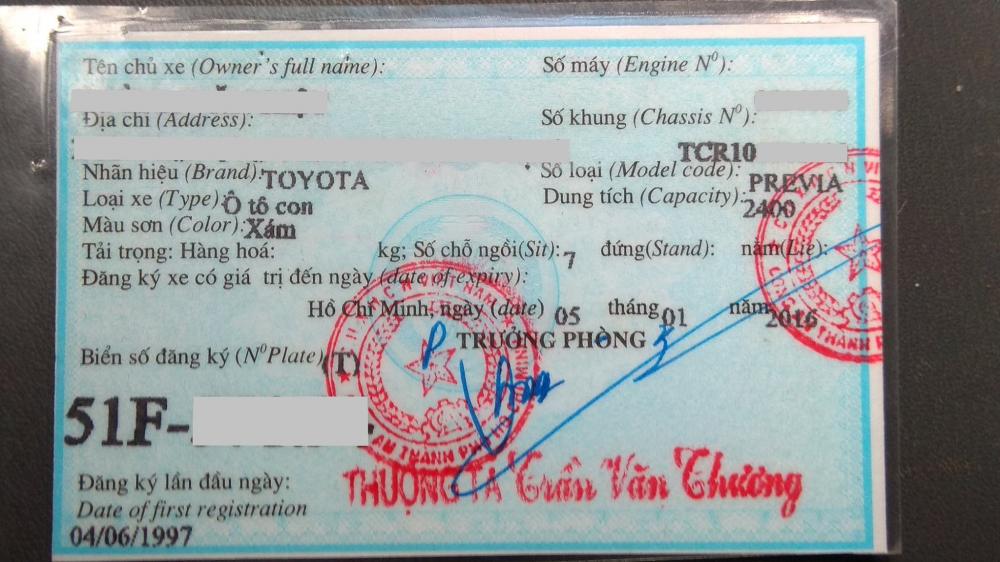 Tên chủ xe (Owner's full name): Số máy (Engine Nº):
Địa chỉ (Address): Số khung (Chassis Nº):
TCR10
Nhãn hiệu (Brand): TOYOTA Số loại (Model code): PREVIA
Loại xe (Type): Ô tô con Dung tích (Capacity): 2400
Màu sơn (Color): Xám
Tải trọng: Hàng hoá: kg; Số chỗ ngồi(Sit): 7 đứng(Stand): nằm(Lie):
Đăng ký xe có giá trị đến ngày (date of expiry):
Hồ Chí Minh, ngày (date) 05 tháng 01 năm 2016
TRƯỞNG PHÒNG
Biển số đăng ký (Nº Plate) (T)
51F-
THƯỢNG TÁ Trần Văn Thương
Đăng ký lần đầu ngày:
Date of first registration
04/06/1997